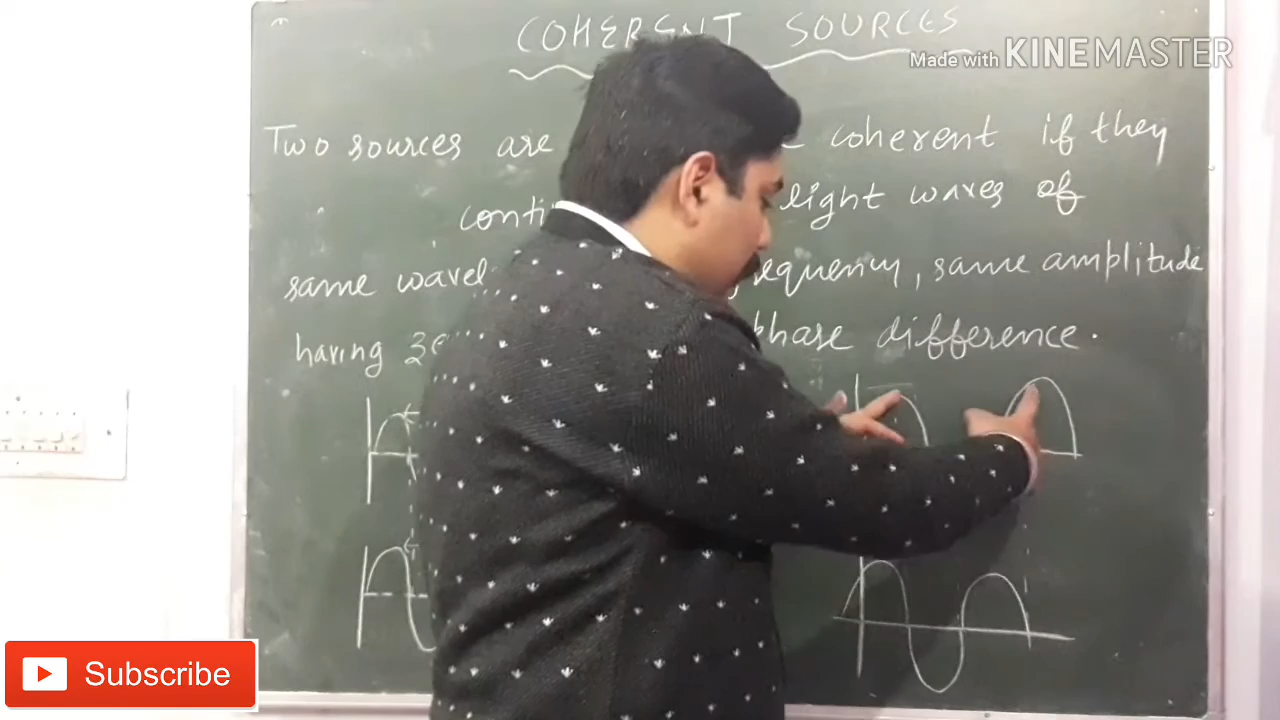 COHERENT SOURCES
Made with KINEMASTER
Two sources are coherent if they
light waves of
same equency, same amplitude
having phase difference.
Subscribe